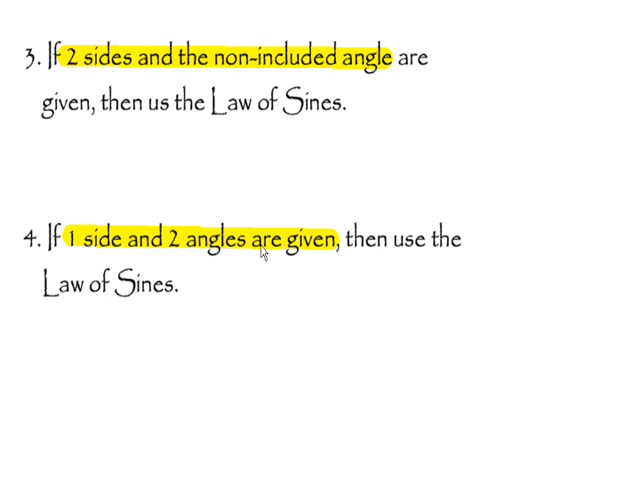 3. If 2 sides and the non-included angle are
given, then us the Law of Sines.
4. If 1 side and 2 angles are given, then use the
Law of Sines.